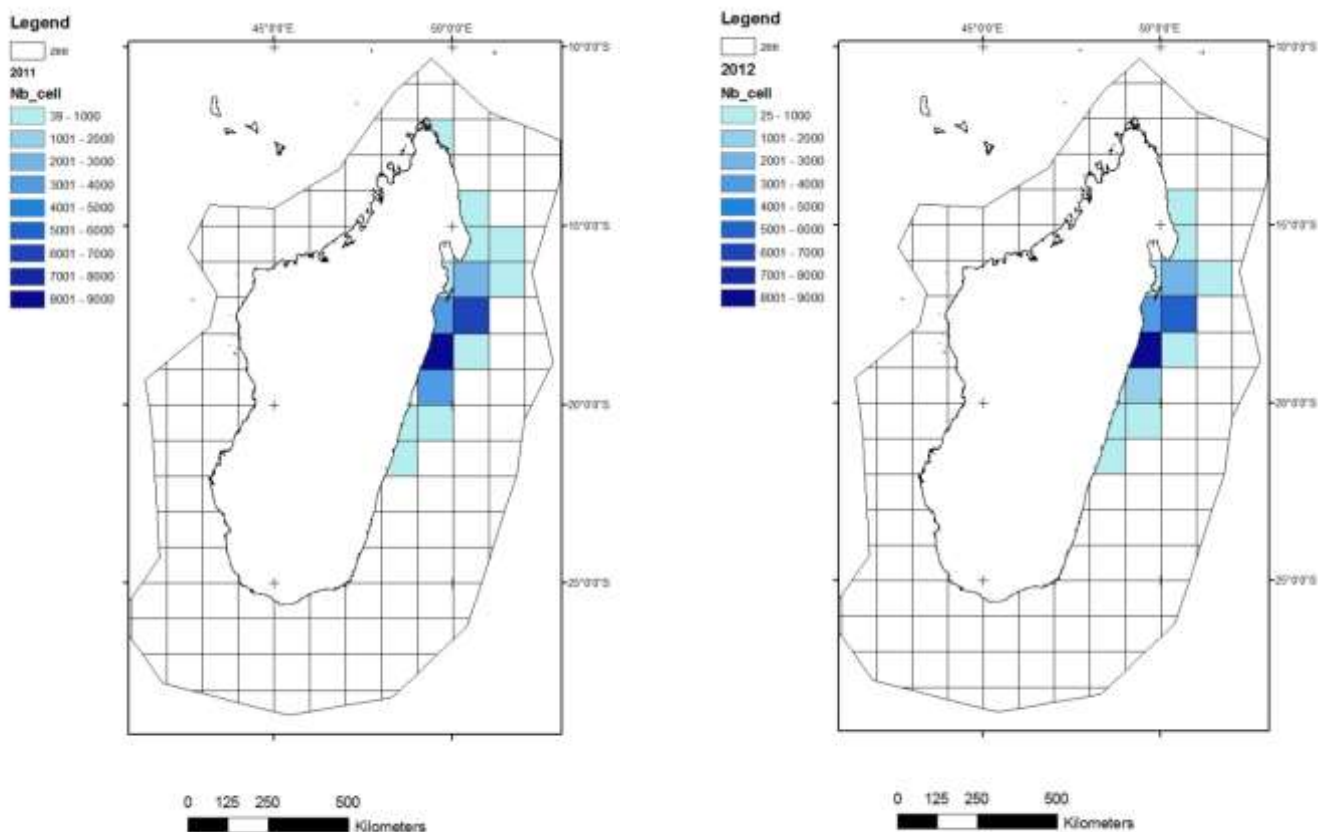 Legend
zee
2011
Nb_cell
39 - 1000
1001 - 2000
2001 - 3000
3001 - 4000
4001 - 5000
5001 - 6000
6001 - 7000
7001 - 8000
8001 - 9000
45°0'0"E 50°0'0"E
10°0'0"S
15°0'0"S
20°0'0"S
25°0'0"S
0 125 250 500
Kilometers
Legend
zee
2012
Nb_cell
25 - 1000
1001 - 2000
2001 - 3000
3001 - 4000
4001 - 5000
5001 - 6000
6001 - 7000
7001 - 8000
8001 - 9000
45°0'0"E 50°0'0"E
10°0'0"S
15°0'0"S
20°0'0"S
25°0'0"S
0 125 250 500
Kilometers